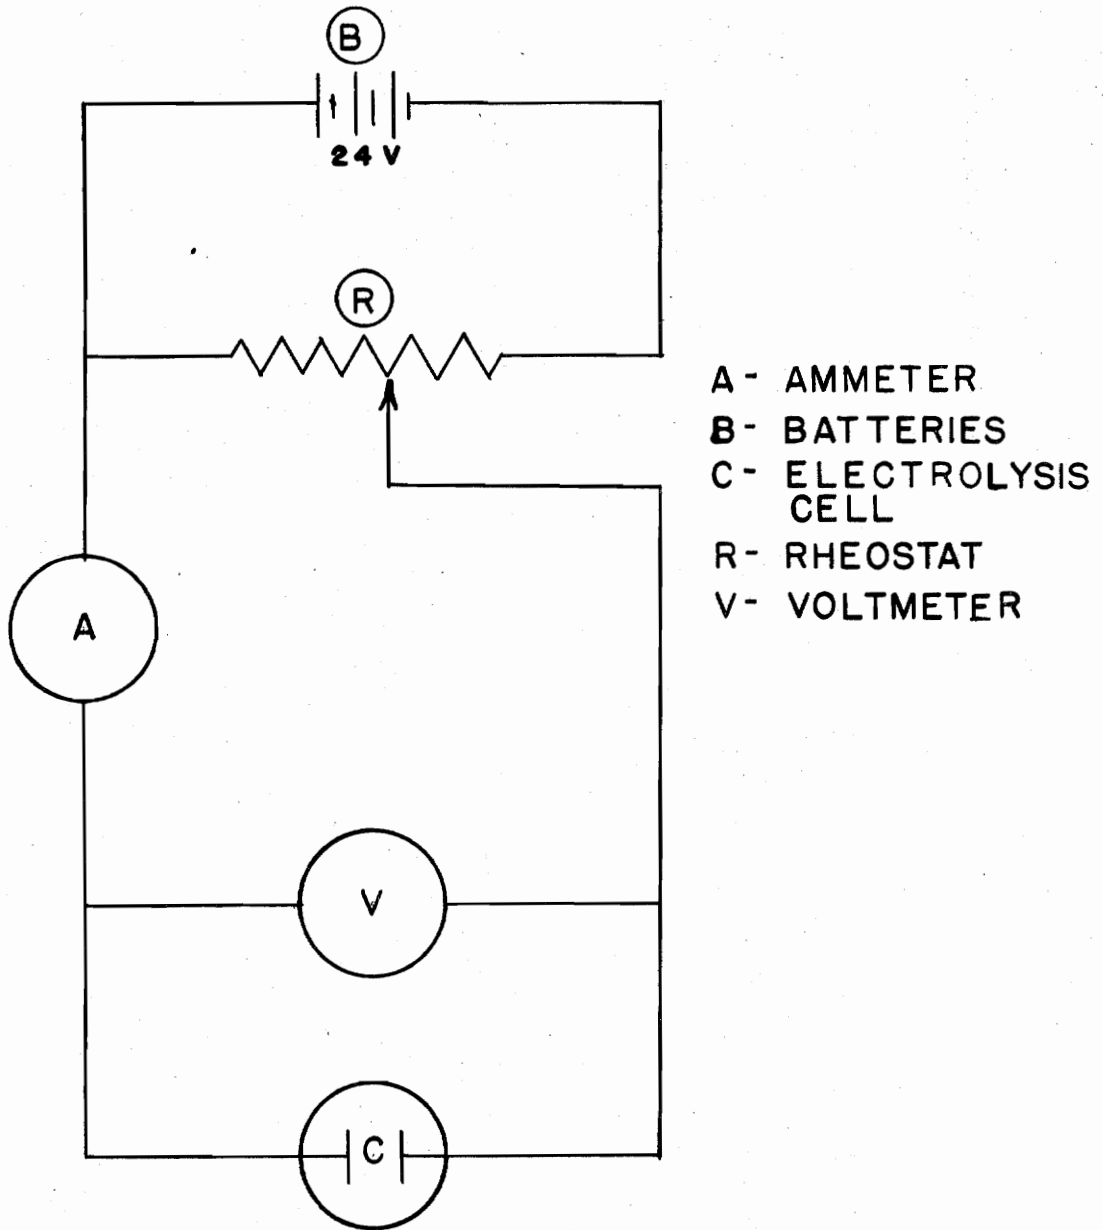 B
24 V
R
A - AMMETER
B - BATTERIES
C - ELECTROLYSIS
CELL
R - RHEOSTAT
V - VOLTMETER
A
V
C